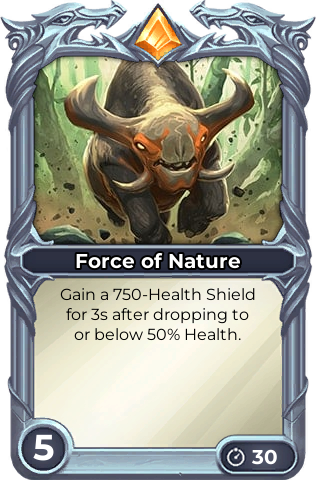 Force of Nature
Gain a 750-Health Shield
for 3s after dropping to
or below 50% Health.
5
30